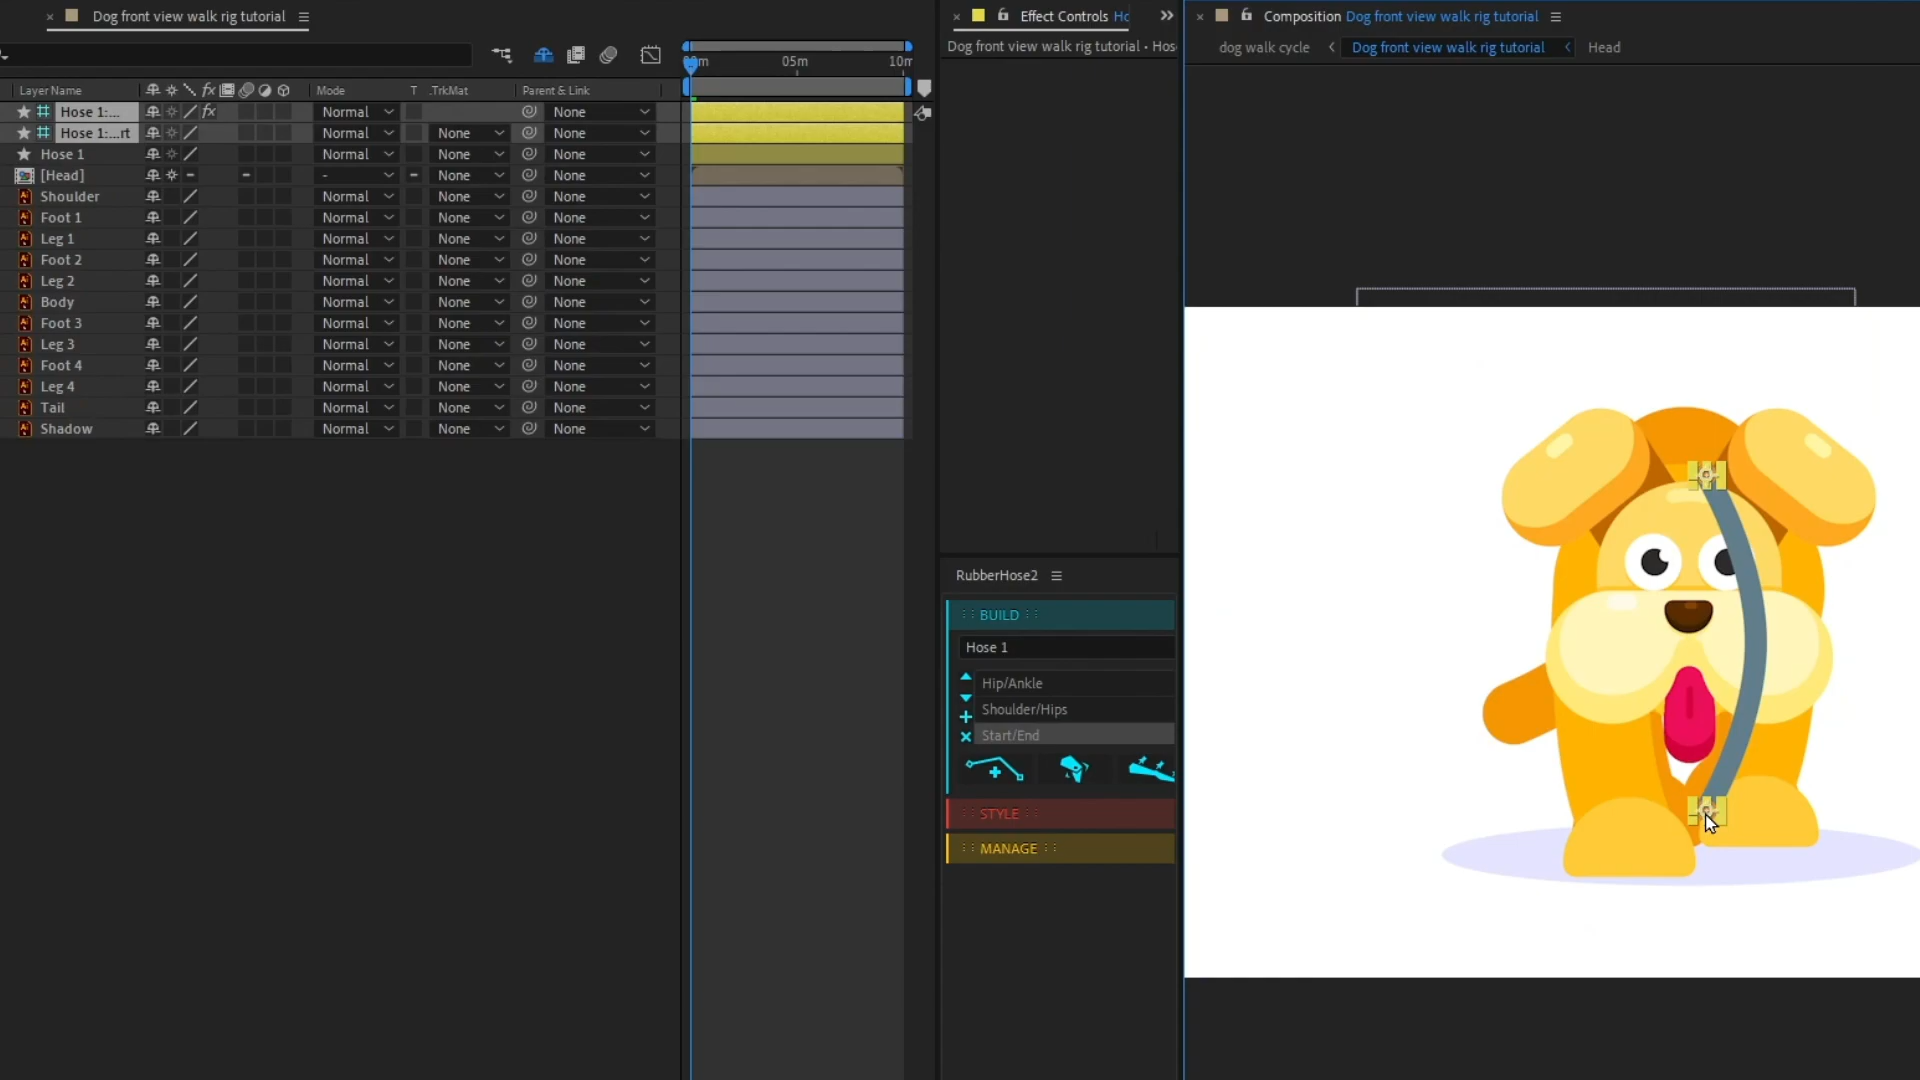 Dog front view walk rig tutorial
Layer Name fx Mode T .TrkMat Parent & Link
05m 10m
Hose 1:... fx Normal None
Hose 1:...rt Normal None None
Hose 1 Normal None None
[Head] - None None
Shoulder Normal None None
Foot 1 Normal None None
Leg 1 Normal None None
Foot 2 Normal None None
Leg 2 Normal None None
Body Normal None None
Foot 3 Normal None None
Leg 3 Normal None None
Foot 4 Normal None None
Leg 4 Normal None None
Tail Normal None None
Shadow Normal None None
Effect Controls Ho
Dog front view walk rig tutorial • Hos
RubberHose2
BUILD
Hose 1
Hip/Ankle
Shoulder/Hips
Start/End
STYLE
MANAGE
Composition Dog front view walk rig tutorial
dog walk cycle Dog front view walk rig tutorial Head